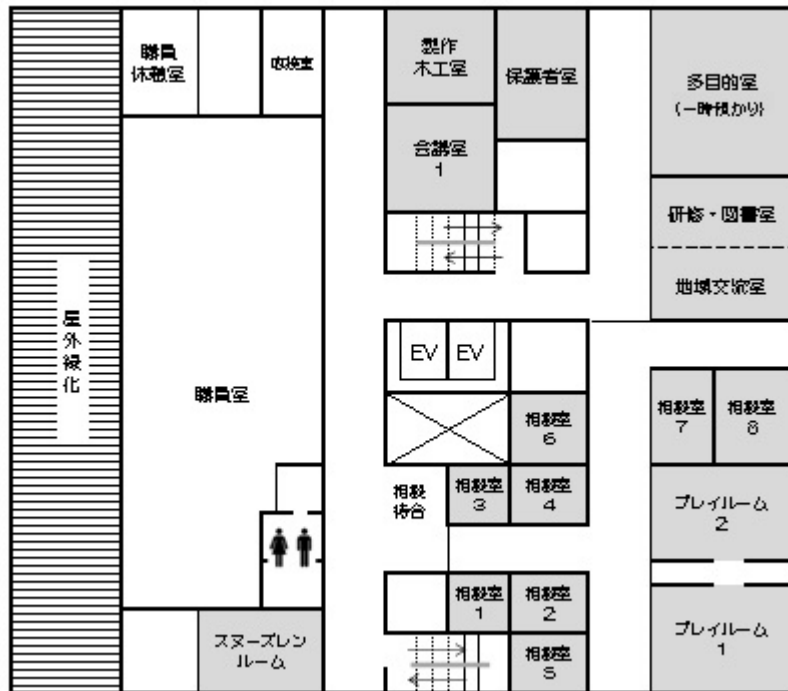 職員
休憩室
収検室
製作
木工室
保護者室
多目的室
(一時預かり)
会議室
1
研修・図書室
地域交流室
屋外緑化
EV
EV
職員室
相談室
6
相談室
7
相談室
8
相談
待合
相談室
3
相談室
4
プレイルーム
2
相談室
1
相談室
2
スヌーズレン
ルーム
相談室
5
プレイルーム
1